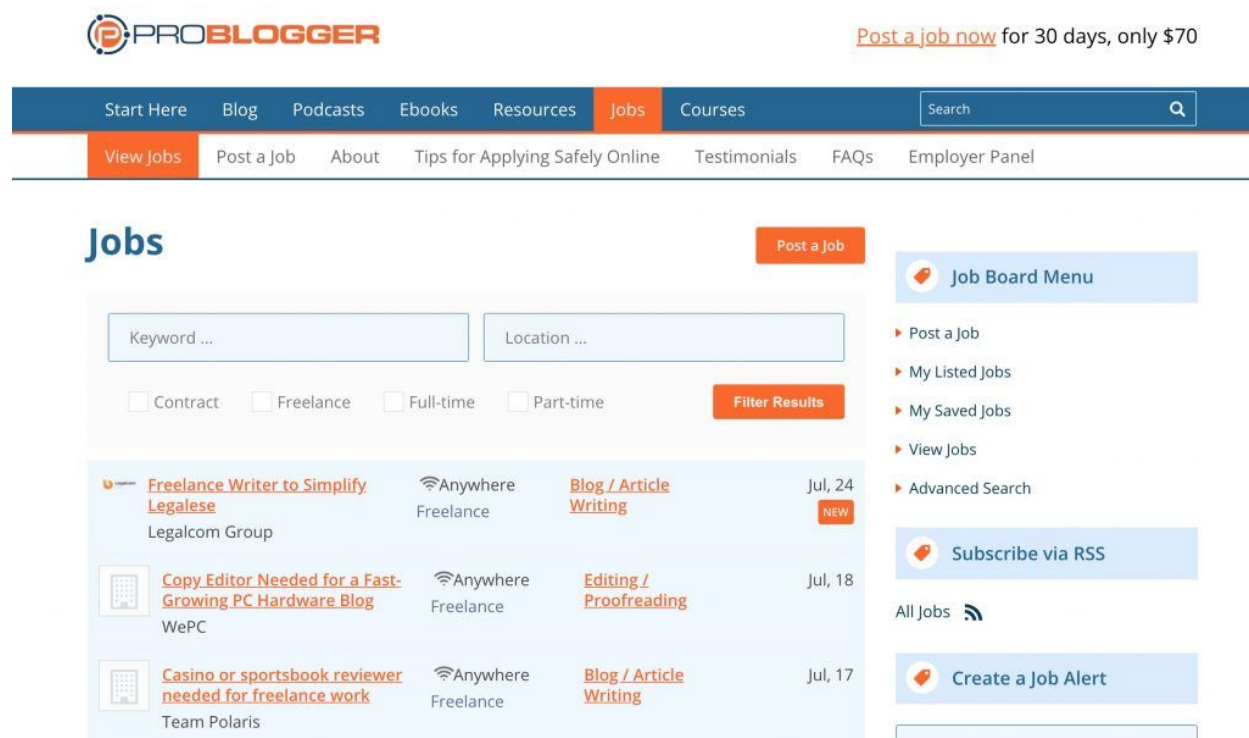 PROBLOGGER
Post a job now for 30 days, only $70
Start Here Blog Podcasts Ebooks Resources Jobs Courses Search
View Jobs Post a Job About Tips for Applying Safely Online Testimonials FAQs Employer Panel
Jobs
Post a Job
Keyword ... Location ...
Contract Freelance Full-time Part-time Filter Results
Freelance Writer to Simplify
Legalese
Legalcom Group
Anywhere
Freelance
Blog / Article
Writing
Jul, 24
NEW
Copy Editor Needed for a Fast-
Growing PC Hardware Blog
WePC
Anywhere
Freelance
Editing /
Proofreading
Jul, 18
Casino or sportsbook reviewer
needed for freelance work
Team Polaris
Anywhere
Freelance
Blog / Article
Writing
Jul, 17
Job Board Menu
Post a Job
My Listed Jobs
My Saved Jobs
View Jobs
Advanced Search
Subscribe via RSS
All Jobs
Create a Job Alert